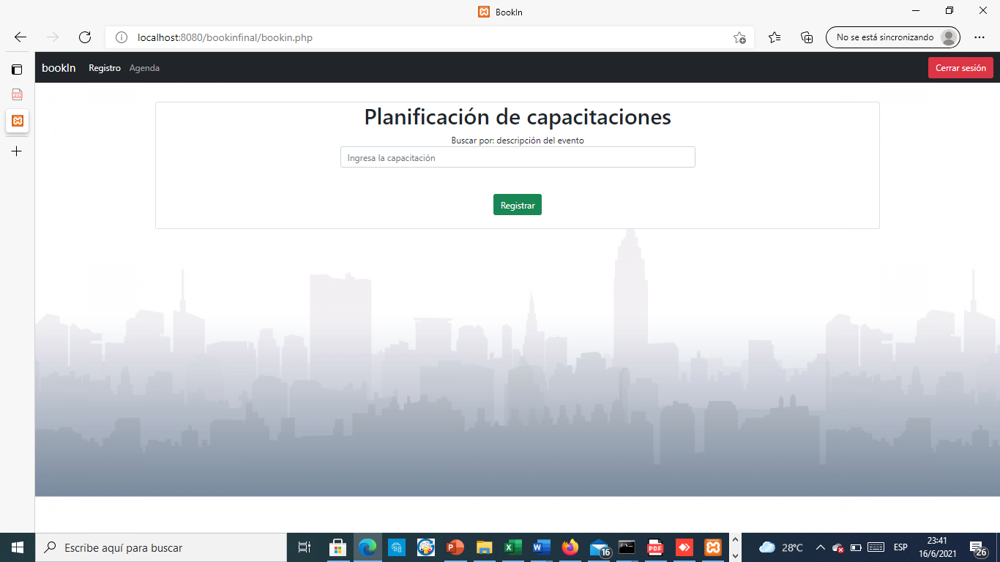 BookIn
localhost:8080/bookinfinal/bookin.php
No se está sincronizando
bookIn Registro Agenda Cerrar sesión
Planificación de capacitaciones
Buscar por: descripción del evento
Ingresa la capacitación
Registrar
Escribe aquí para buscar
16
PDF
28°C
ESP
23:41
16/6/2021
26